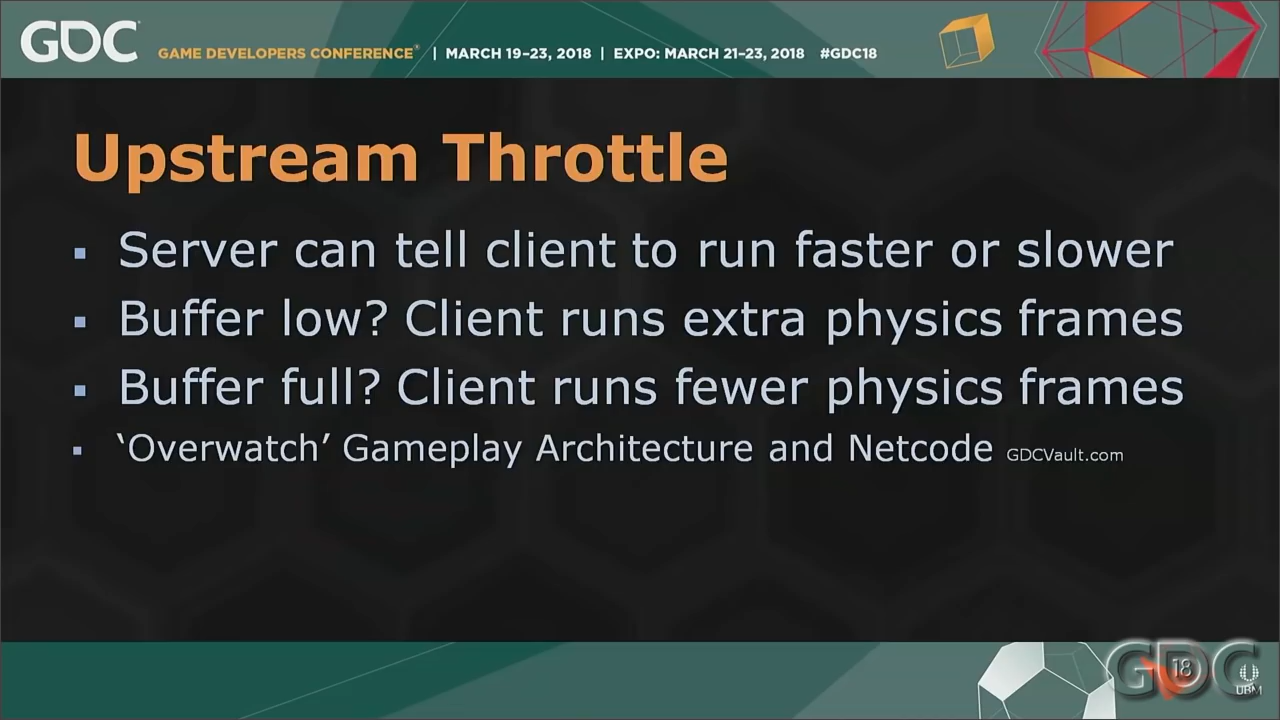 GDC
GAME DEVELOPERS CONFERENCE® | MARCH 19–23, 2018 | EXPO: MARCH 21–23, 2018 #GDC18
Upstream Throttle
▪ Server can tell client to run faster or slower
▪ Buffer low? Client runs extra physics frames
▪ Buffer full? Client runs fewer physics frames
▪ ‘Overwatch’ Gameplay Architecture and Netcode GDCVault.com
GDC
18
UBM